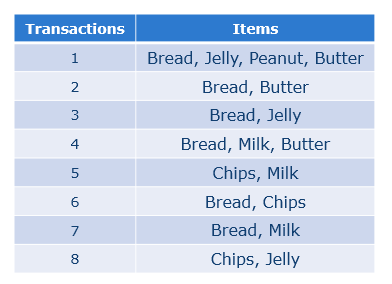 Transactions Items
1 Bread, Jelly, Peanut, Butter
2 Bread, Butter
3 Bread, Jelly
4 Bread, Milk, Butter
5 Chips, Milk
6 Bread, Chips
7 Bread, Milk
8 Chips, Jelly